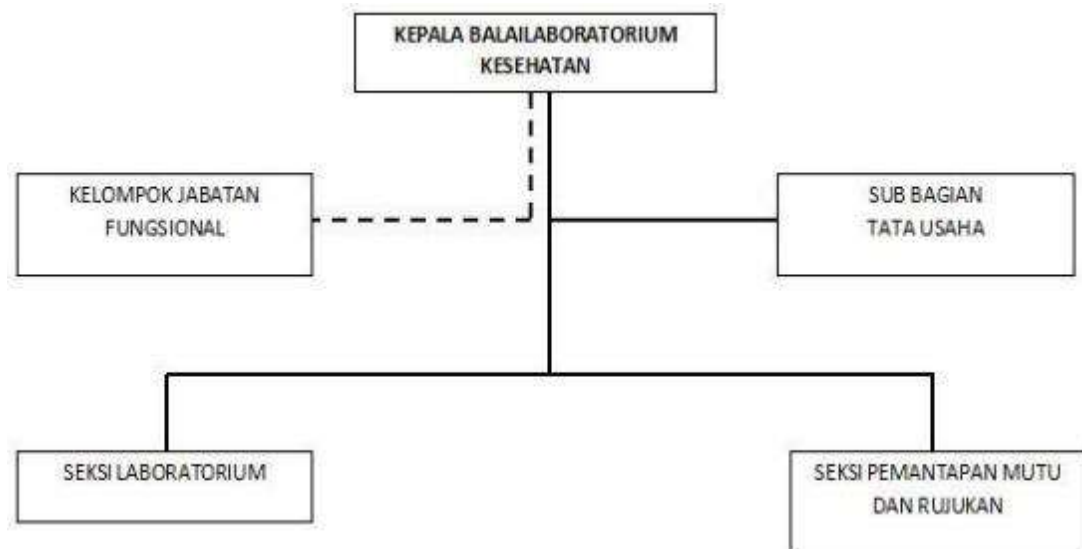 KEPALA BALAILABORATORIUM
KESEHATAN
KELOMPOK JABATAN
FUNGSIONAL
SUB BAGIAN
TATA USAHA
SEKSI LABORATORIUM
SEKSI PEMANTAPAN MUTU
DAN RUJUKAN